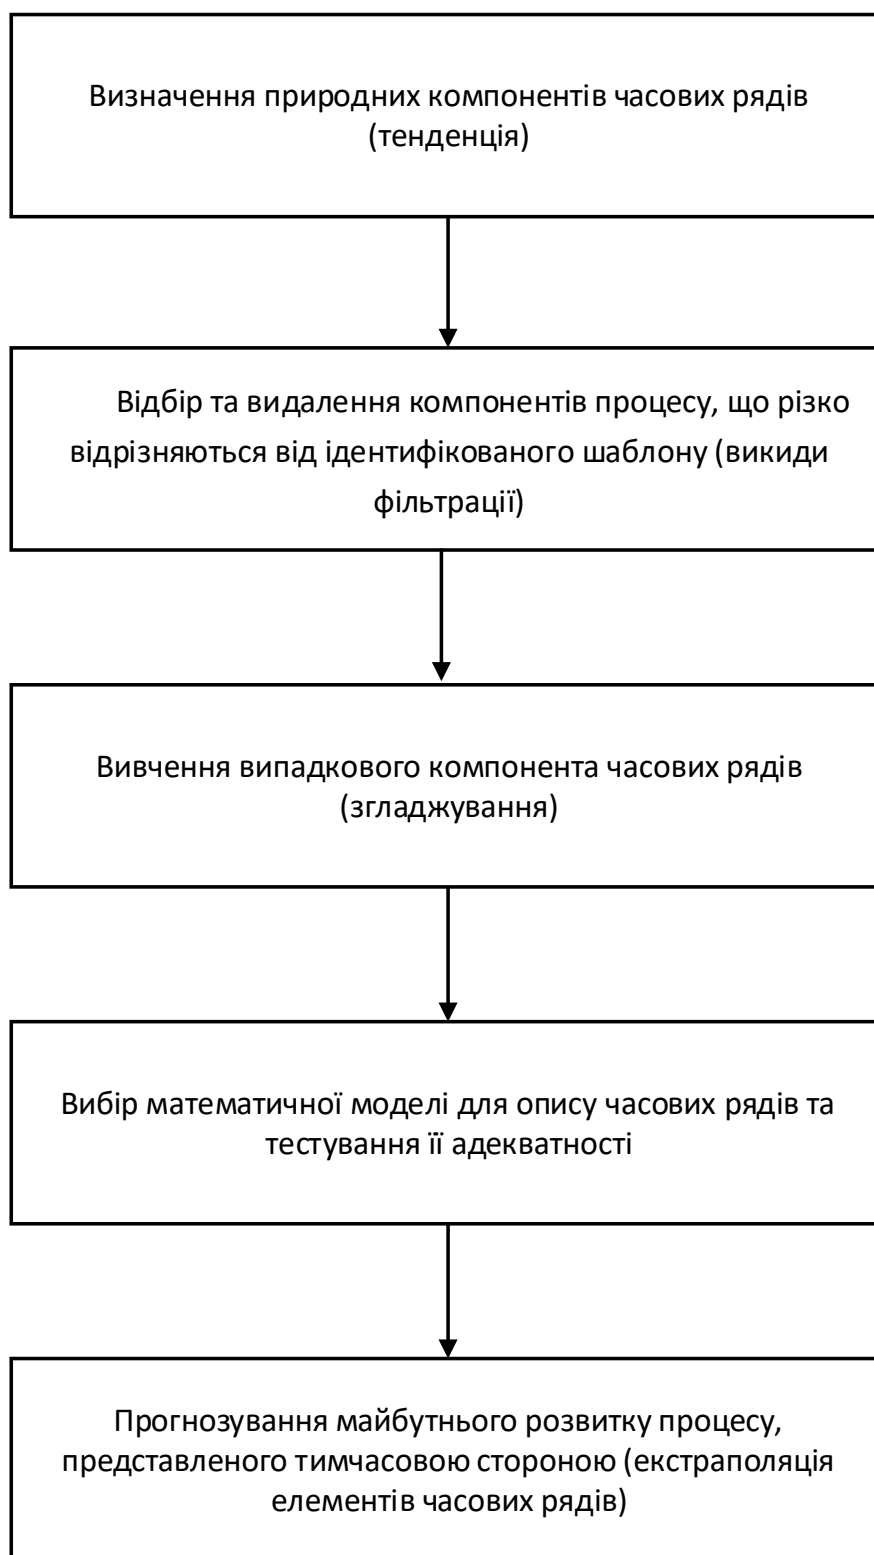 Визначення природних компонентів часових рядів
(тенденція)
Відбір та видалення компонентів процесу, що різко
відрізняються від ідентифікованого шаблону (викиди
фільтрації)
Вивчення випадкового компонента часових рядів
(згладжування)
Вибір математичної моделі для опису часових рядів та
тестування її адекватності
Прогнозування майбутнього розвитку процесу,
представленого тимчасовою стороною (екстраполяція
елементів часових рядів)